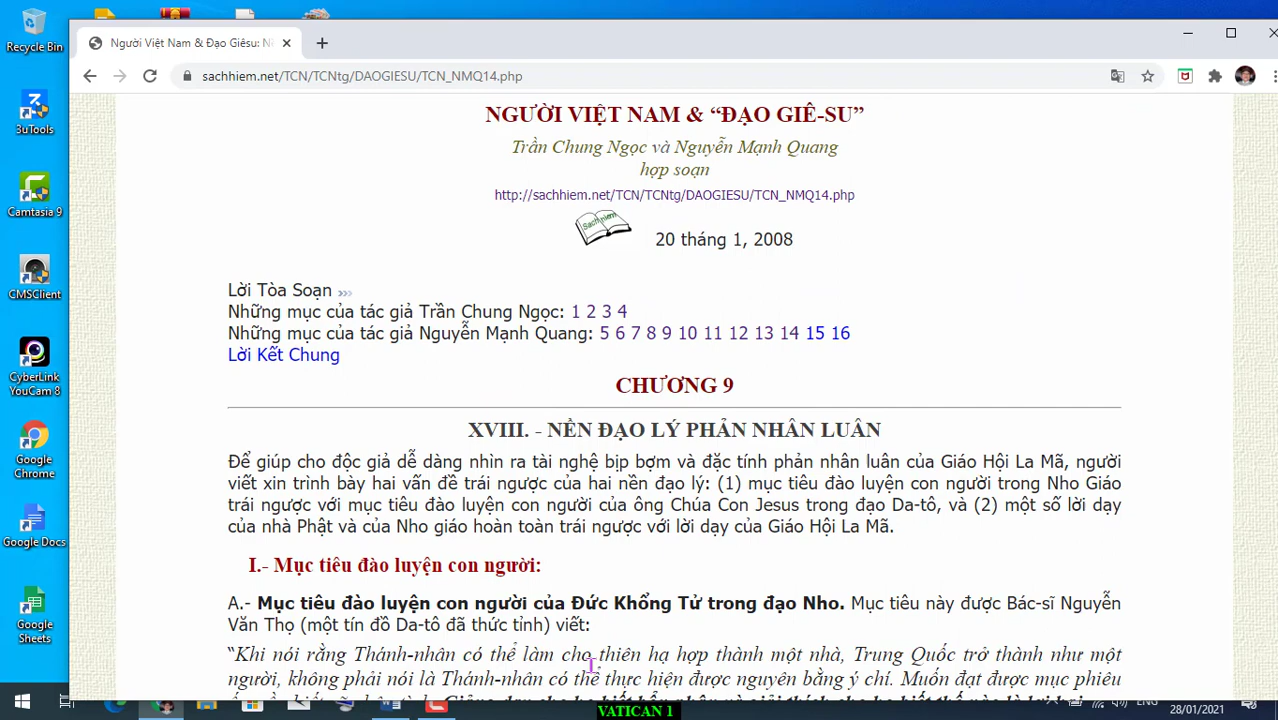 Recycle Bin
Người Việt Nam & Đạo Giêsu: N
sachhiem.net/TCN/TCNtg/DAOGIESU/TCN_NMQ14.php
3uTools
Camtasia 9
CMSClient
CyberLink
YouCam 8
Google
Chrome
Google Docs
Google
Sheets
NGƯỜI VIỆT NAM & “ĐẠO GIÊ-SU”
Trần Chung Ngọc và Nguyễn Mạnh Quang
hợp soạn
http://sachhiem.net/TCN/TCNtg/DAOGIESU/TCN_NMQ14.php
Sachhiem
20 tháng 1, 2008
Lời Tòa Soạn »»
Những mục của tác giả Trần Chung Ngọc: 1 2 3 4
Những mục của tác giả Nguyễn Mạnh Quang: 5 6 7 8 9 10 11 12 13 14 15 16
Lời Kết Chung
CHƯƠNG 9
XVIII. - NỀN ĐẠO LÝ PHẢN NHÂN LUÂN
Để giúp cho độc giả dễ dàng nhìn ra tài nghệ bịp bợm và đặc tính phản nhân luân của Giáo Hội La Mã, người
viết xin trình bày hai vấn đề trái ngược của hai nền đạo lý: (1) mục tiêu đào luyện con người trong Nho Giáo
trái ngược với mục tiêu đào luyện con người của ông Chúa Con Jesus trong đạo Da-tô, và (2) một số lời dạy
của nhà Phật và của Nho giáo hoàn toàn trái ngược với lời dạy của Giáo Hội La Mã.
I.- Mục tiêu đào luyện con người:
A.- Mục tiêu đào luyện con người của Đức Khổng Tử trong đạo Nho. Mục tiêu này được Bác-sĩ Nguyễn
Văn Thọ (một tín đồ Da-tô đã thức tỉnh) viết:
“Khi nói rằng Thánh-nhân có thể làm cho thiên hạ hợp thành một nhà, Trung Quốc trở thành như một
người, không phải nói là Thánh-nhân có thể thực hiện được nguyện bằng ý chí. Muốn đạt được mục phiêu
VATICAN 1
28/01/2021